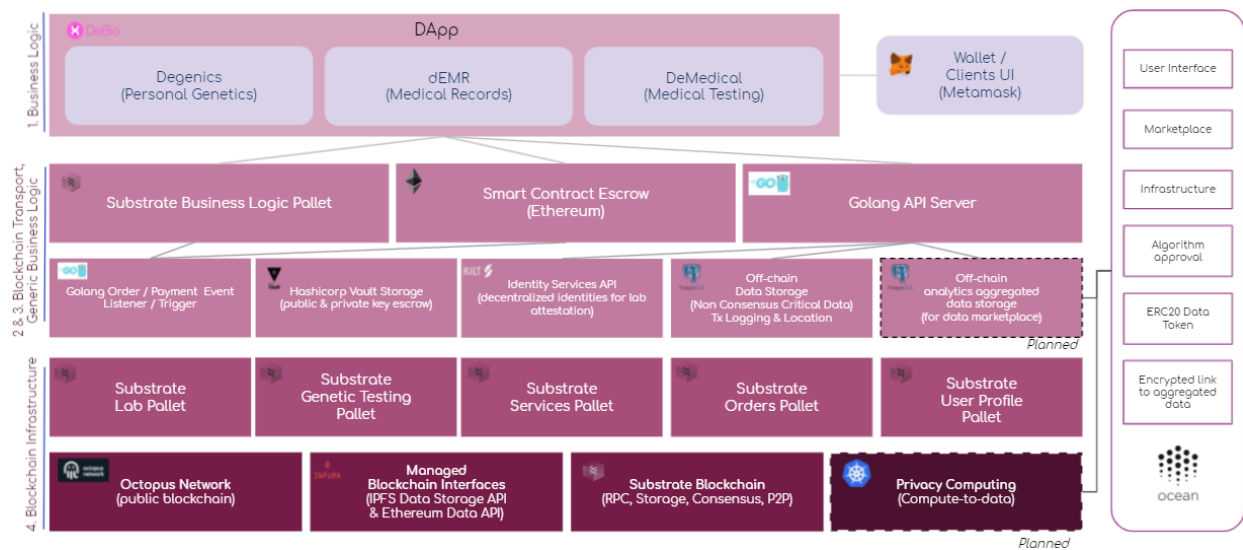 1. Business Logic
DeBio
DApp
Degenics
(Personal Genetics)
dEMR
(Medical Records)
DeMedical
(Medical Testing)
Wallet /
Clients UI
(Metamask)
2 & 3. Blockchain Transport,
Generic Business Logic
Substrate Business Logic Pallet
Smart Contract Escrow
(Ethereum)
GO
Golang API Server
GO
Golang Order / Payment Event
Listener / Trigger
Vault
Hashicorp Vault Storage
(public & private key escrow)
KILT
Identity Services API
(decentralized identities for lab
attestation)
PostgreSQL
Off-chain
Data Storage
(Non Consensus Critical Data)
Tx Logging & Location
PostgreSQL
Off-chain
analytics aggregated
data storage
(for data marketplace)
Planned
4. Blockchain Infrastructure
Substrate
Lab Pallet
Substrate
Genetic Testing
Pallet
Substrate
Services Pallet
Substrate
Orders Pallet
Substrate
User Profile
Pallet
octopus
network
Octopus Network
(public blockchain)
INFURA
Managed
Blockchain Interfaces
(IPFS Data Storage API
& Ethereum Data API)
Substrate Blockchain
(RPC, Storage, Consensus, P2P)
Privacy Computing
(Compute-to-data)
Planned
User Interface
Marketplace
Infrastructure
Algorithm
approval
ERC20 Data
Token
Encrypted link
to aggregated
data
ocean